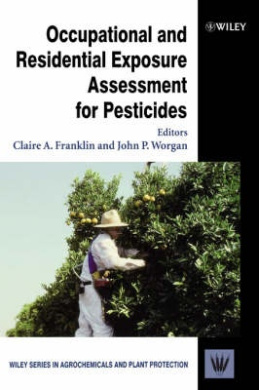 Occupational and
Residential Exposure
Assessment
for Pesticides
WILEY
Editors
Claire A. Franklin and John P. Worgan
WILEY SERIES IN AGROCHEMICALS AND PLANT PROTECTION